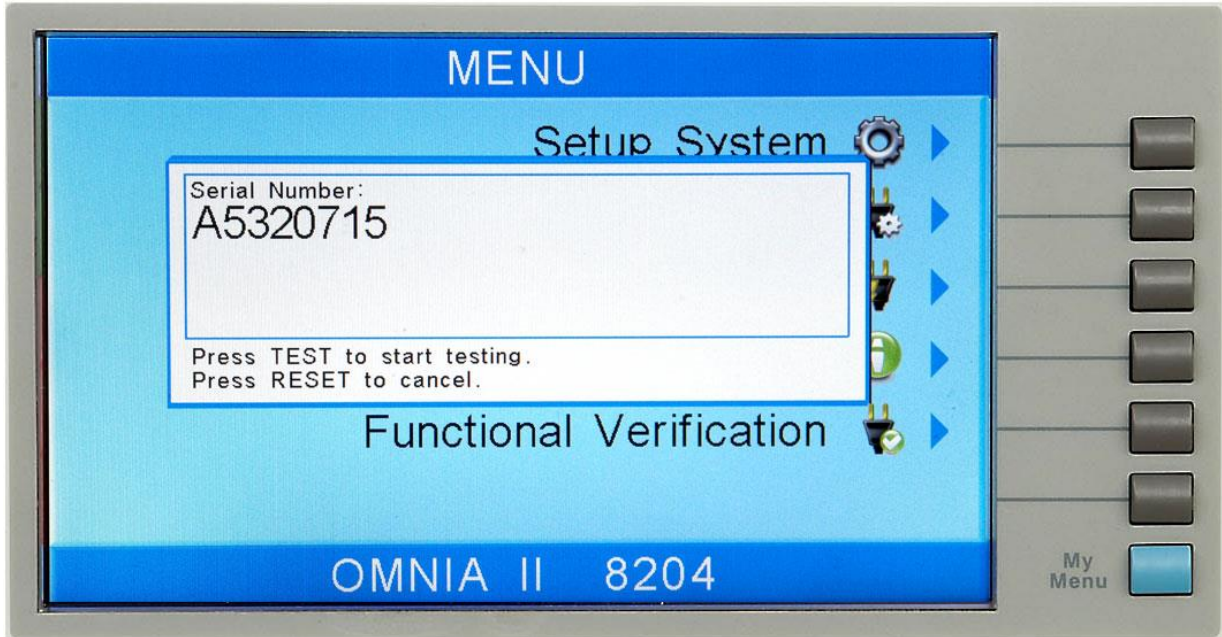 MENU
Setup System
Serial Number:
A5320715
Press TEST to start testing.
Press RESET to cancel.
Functional Verification
OMNIA II 8204
My
Menu